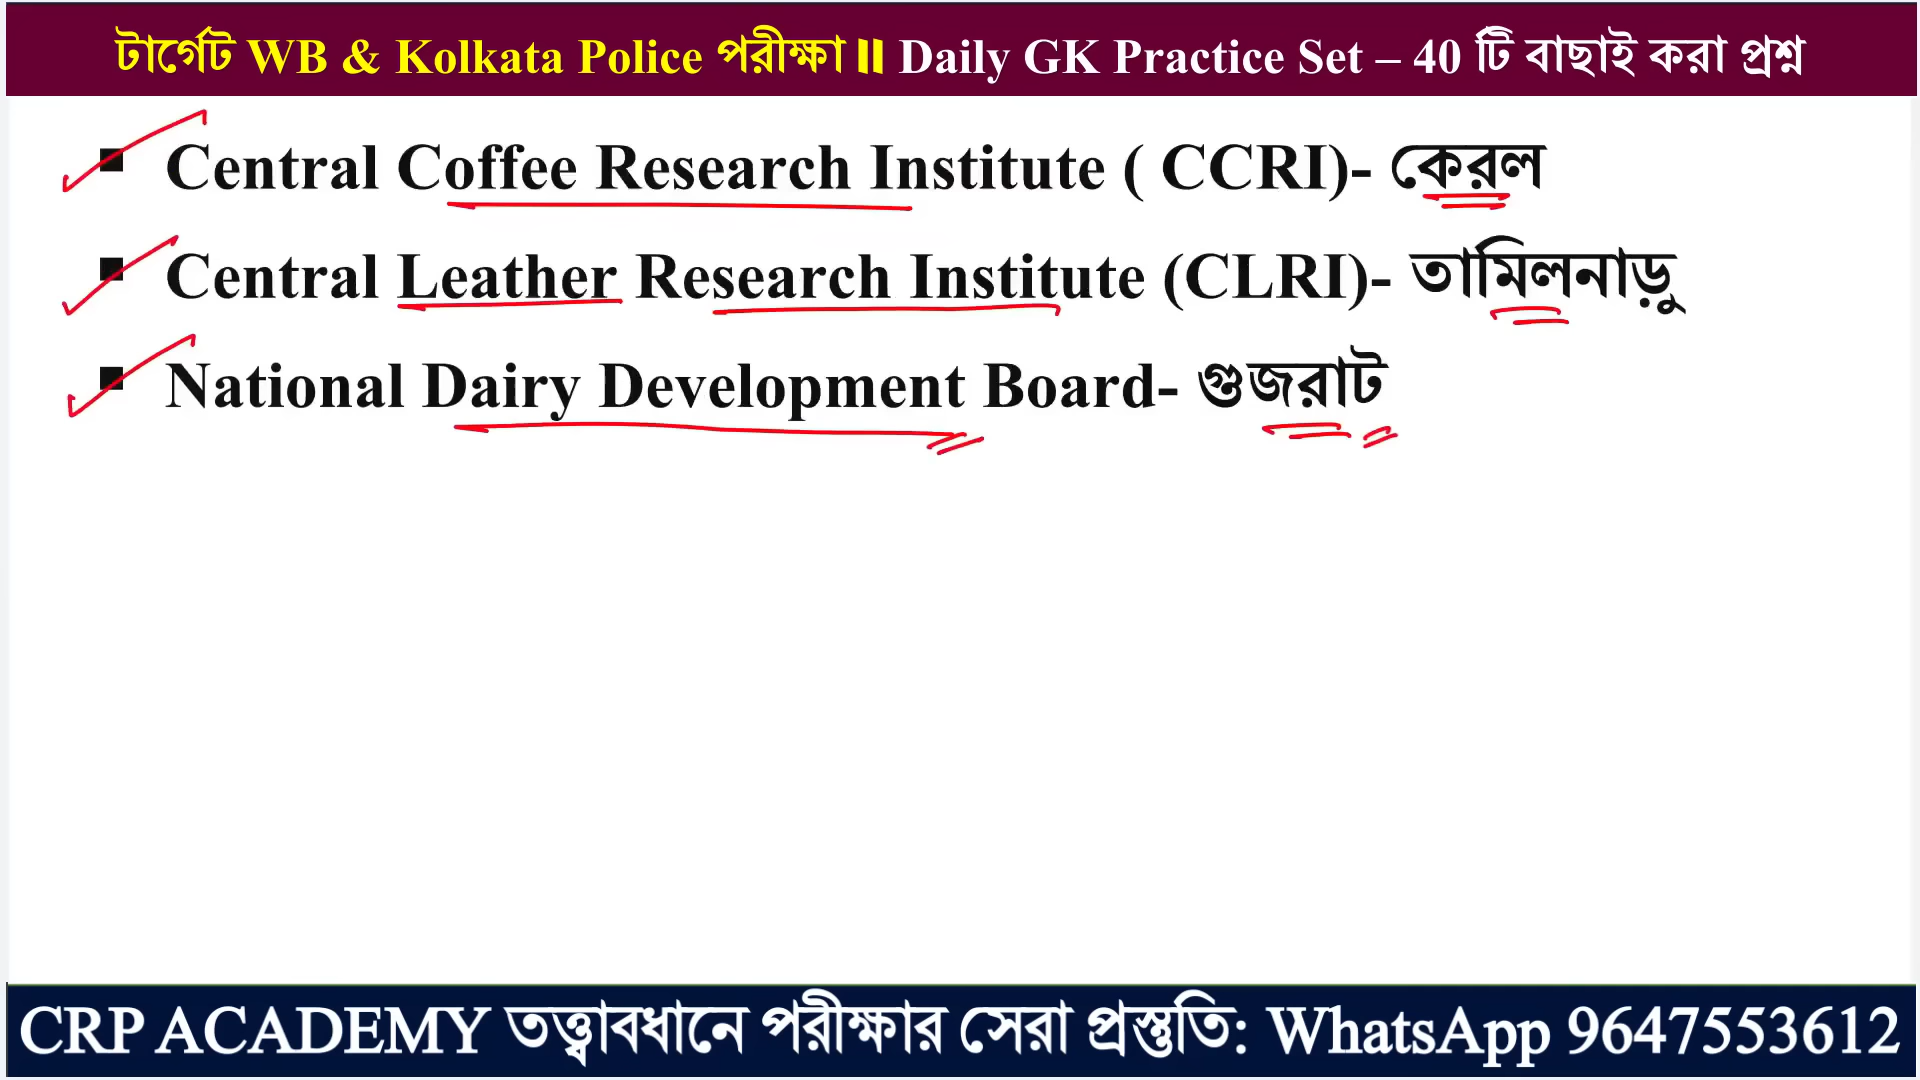 টার্গেট WB & Kolkata Police পরীক্ষা॥ Daily GK Practice Set – 40 টি বাছাই করা প্রশ্ন
▪ Central Coffee Research Institute ( CCRI)- কেরল
▪ Central Leather Research Institute (CLRI)- তামিলনাড়ু
▪ National Dairy Development Board- গুজরাট
CRP ACADEMY তত্ত্বাবধানে পরীক্ষার সেরা প্রস্তুতি: WhatsApp 9647553612